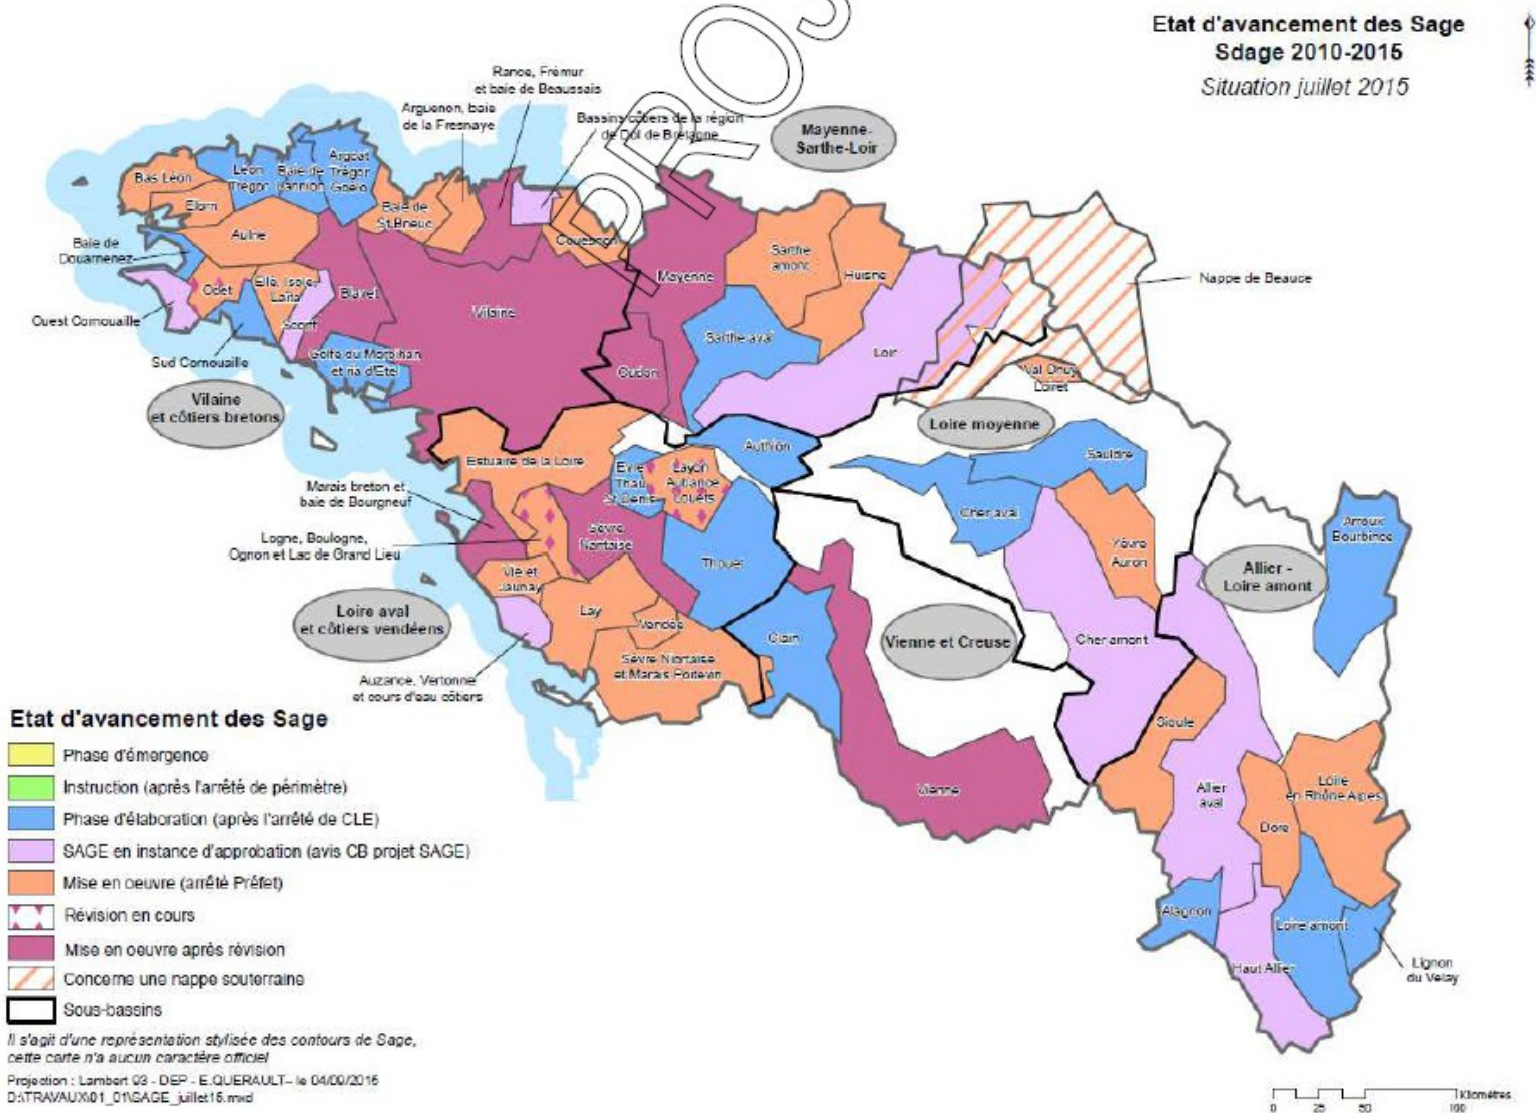 Etat d'avancement des Sage
Sdage 2010-2015
Situation juillet 2015
PROS
Rance, Frémur
et baie de Beaussais
Arguenon, baie
de la Fresnaye
Bassins côtiers de la région
de Dol de Bretagne
Mayenne-
Sarthe-Loir
Bas Léon
Léon
Trégor
Baie de
Lannion
Argoat
Trégor
Goëlo
Elorn
Baie de
St Brieuc
Aulne
Couesnon
Baie de
Douarnenez
Mayenne
Sarthe
amont
Huisne
Nappe de Beauce
Odet
Ellé, Isole,
Laïta
Blavet
Vilaine
Ouest Cornouaille
Scorff
Sarthe aval
Loir
Sud Cornouaille
Golfe du Morbihan
et ria d'Etel
Oudon
Val Dhuy
Loiret
Vilaine
et côtiers bretons
Loire moyenne
Authion
Sauldre
Estuaire de la Loire
Evre
Thau
St Denis
Layon
Aubance
Louets
Marais breton et
baie de Bourgneuf
Cher aval
Arroux
Bourbince
Logne, Boulogne,
Ognon et Lac de Grand Lieu
Sèvre
Nantaise
Yèvre
Auron
Thouet
Vie et
Jaunay
Allier -
Loire amont
Loire aval
et côtiers vendéens
Lay
Vendée
Clain
Vienne et Creuse
Cher amont
Sèvre Niortaise
et Marais Poitevin
Auzance, Vertonne
et cours d'eau côtiers
Sioule
Vienne
Allier
aval
Loire
en Rhône Alpes
Dore
Alagnon
Loire amont
Haut Allier
Lignon
du Velay
Etat d'avancement des Sage
Phase d'émergence
Instruction (après l'arrêté de périmètre)
Phase d'élaboration (après l'arrêté de CLE)
SAGE en instance d'approbation (avis CB projet SAGE)
Mise en oeuvre (arrêté Préfet)
Révision en cours
Mise en oeuvre après révision
Concerne une nappe souterraine
Sous-bassins
Il s'agit d'une représentation stylisée des contours de Sage,
cette carte n'a aucun caractère officiel
Projection : Lambert 93 - DEP - E.QUERAULT- le
D:\TRAVAUX\01_01\SAGE_juillet15.mxd
Kilomètres
0 25 50 100